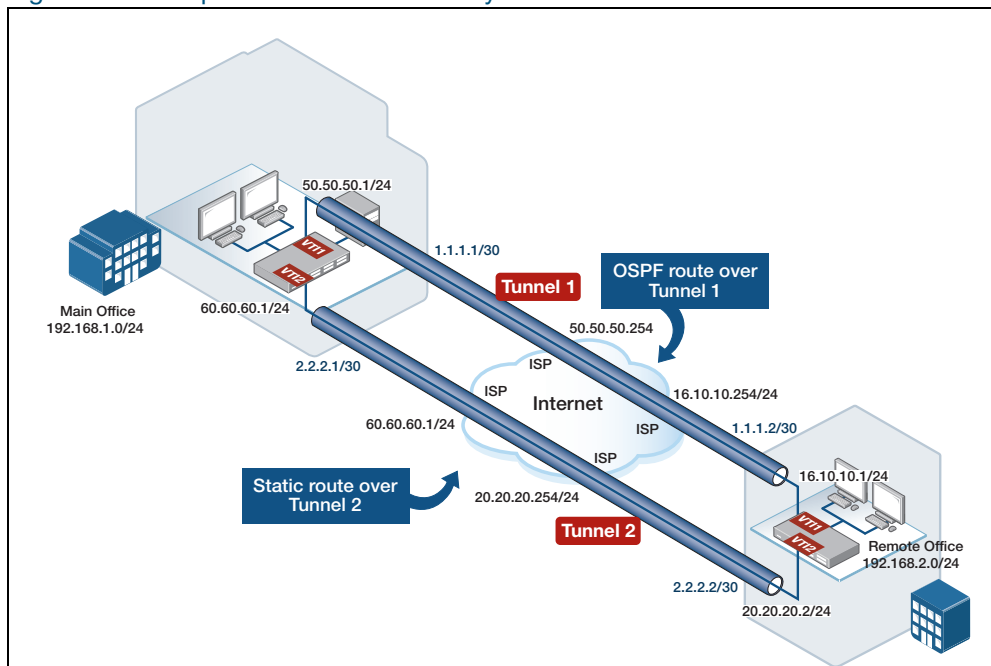 50.50.50.1/24
VTI1
VTI2
1.1.1.1/30
Tunnel 1
OSPF route over
Tunnel 1
Main Office
192.168.1.0/24
60.60.60.1/24
50.50.50.254
2.2.2.1/30
ISP
ISP
Internet
16.10.10.254/24
60.60.60.1/24
ISP
1.1.1.2/30
ISP
Static route over
Tunnel 2
20.20.20.254/24
16.10.10.1/24
Tunnel 2
VTI1
VTI2
Remote Office
192.168.2.0/24
2.2.2.2/30
20.20.20.2/24